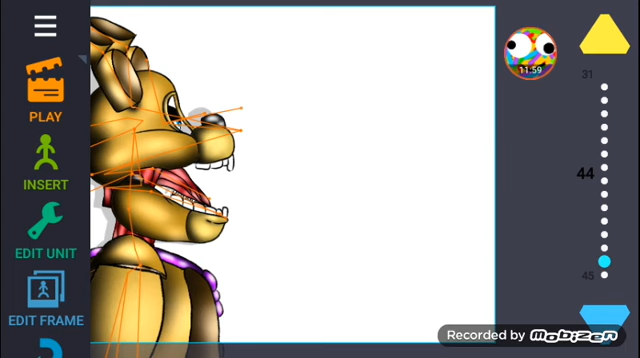 PLAY
INSERT
EDIT UNIT
EDIT FRAME
11:59
31
44
45
Recorded by Mobizen